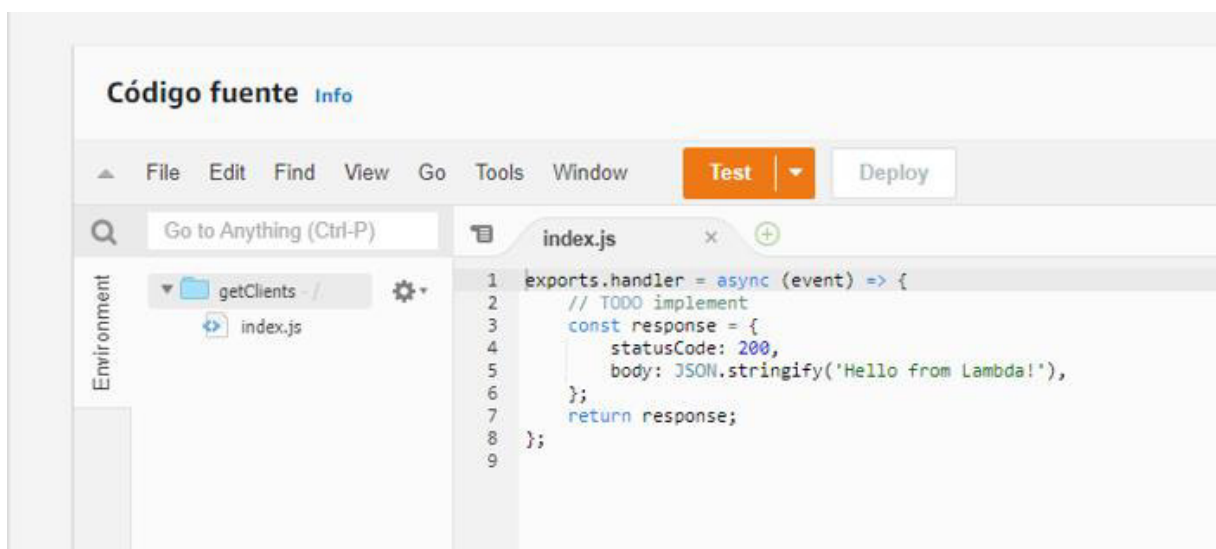 Código fuente Info
File Edit Find View Go Tools Window Test Deploy
Go to Anything (Ctrl-P)
index.js
Environment
getClients - /
index.js
1 exports.handler = async (event) => {
2 // TODO implement
3 const response = {
4 statusCode: 200,
5 body: JSON.stringify('Hello from Lambda!'),
6 };
7 return response;
8 };
9